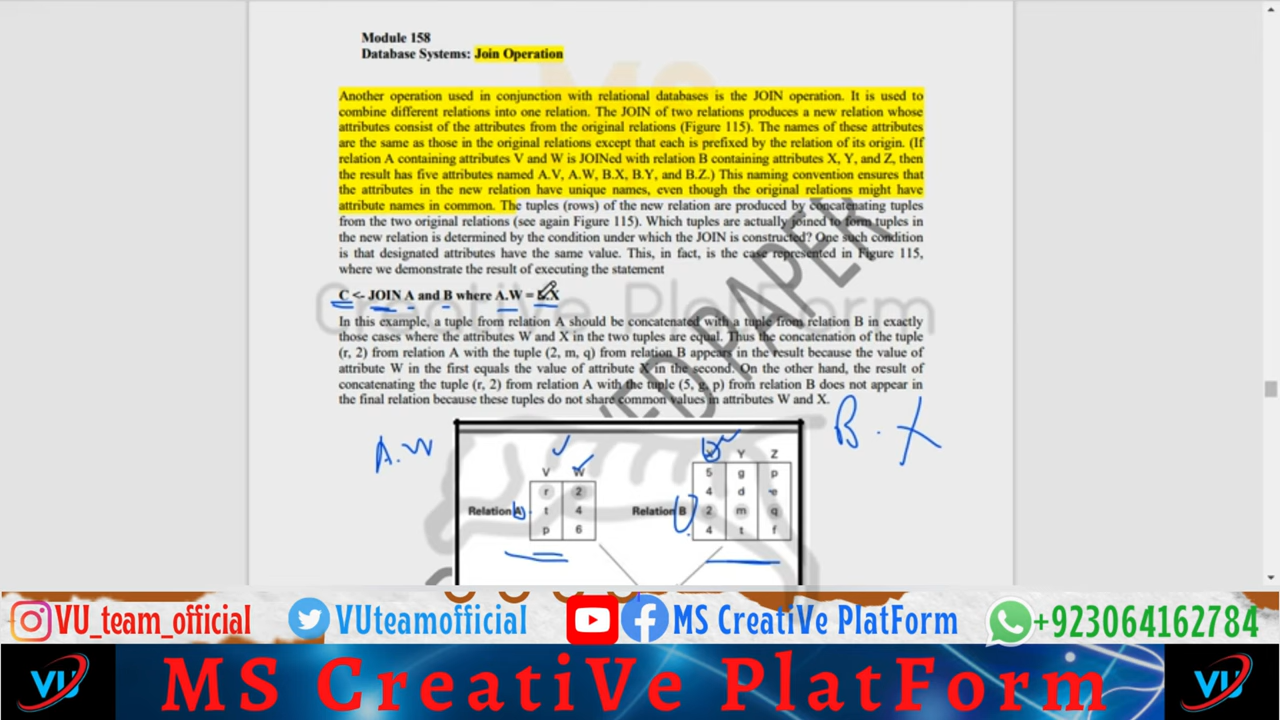 Module 158
Database Systems: Join Operation
Another operation used in conjunction with relational databases is the JOIN operation. It is used to
combine different relations into one relation. The JOIN of two relations produces a new relation whose
attributes consist of the attributes from the original relations (Figure 115). The names of these attributes
are the same as those in the original relations except that each is prefixed by the relation of its origin. (If
relation A containing attributes V and W is JOINed with relation B containing attributes X, Y, and Z, then
the result has five attributes named A.V, A.W, B.X, B.Y, and B.Z.) This naming convention ensures that
the attributes in the new relation have unique names, even though the original relations might have
attribute names in common. The tuples (rows) of the new relation are produced by concatenating tuples
from the two original relations (see again Figure 115). Which tuples are actually joined to form tuples in
the new relation is determined by the condition under which the JOIN is constructed? One such condition
is that designated attributes have the same value. This, in fact, is the case represented in Figure 115,
where we demonstrate the result of executing the statement
C <- JOIN A and B where A.W = B.X
In this example, a tuple from relation A should be concatenated with a tuple from relation B in exactly
those cases where the attributes W and X in the two tuples are equal. Thus the concatenation of the tuple
(r, 2) from relation A with the tuple (2, m, q) from relation B appears in the result because the value of
attribute W in the first equals the value of attribute X in the second. On the other hand, the result of
concatenating the tuple (r, 2) from relation A with the tuple (5, g, p) from relation B does not appear in
the final relation because these tuples do not share common values in attributes W and X.
A.W
B.X
V W
r 2
Relation A t 4
p 6
X Y Z
5 g p
4 d e
Relation B 2 m q
4 t f
Creative PlatForm
VU_team_official VUteamofficial MS CreatiVe PlatForm +923064162784
VU MS CreatiVe PlatForm VU